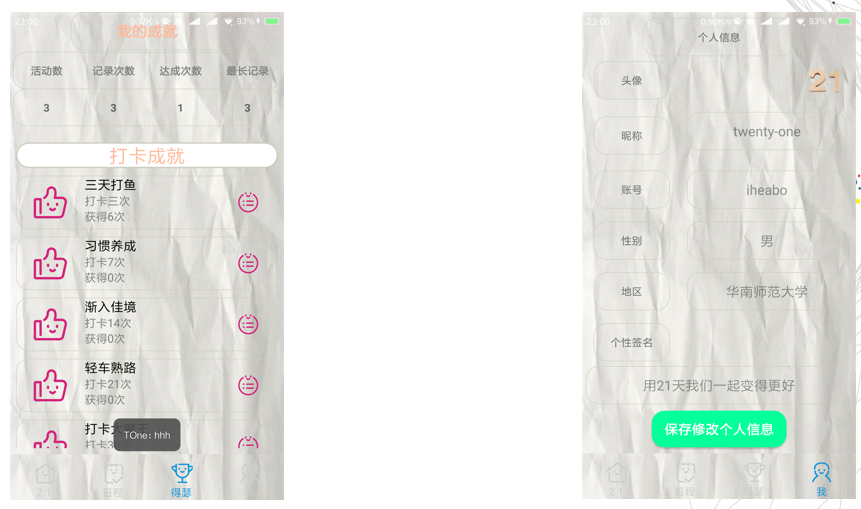 23:00
93%
我的成就
活动数 记录次数 达成次数 最长记录
3 3 1 3
打卡成就
三天打鱼
打卡三次
获得6次
习惯养成
打卡7次
获得0次
渐入佳境
打卡14次
获得0次
轻车熟路
打卡21次
获得0次
打卡大
打卡3
TOne: hhh
21 日程 得瑟
23:00
93%
个人信息
头像 21
昵称 twenty-one
账号 iheabo
性别 男
地区 华南师范大学
个性签名
用21天我们一起变得更好
保存修改个人信息
21 日程 得瑟 我